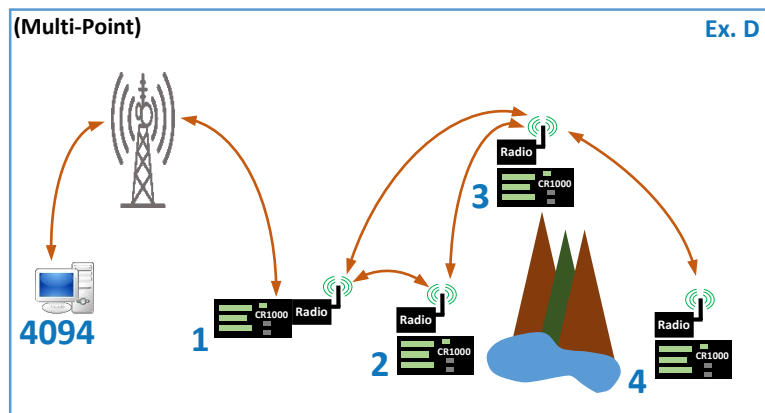 (Multi-Point)
Ex. D
Radio
CR1000
3
4094
1
CR1000
Radio
2
Radio
CR1000
4
Radio
CR1000